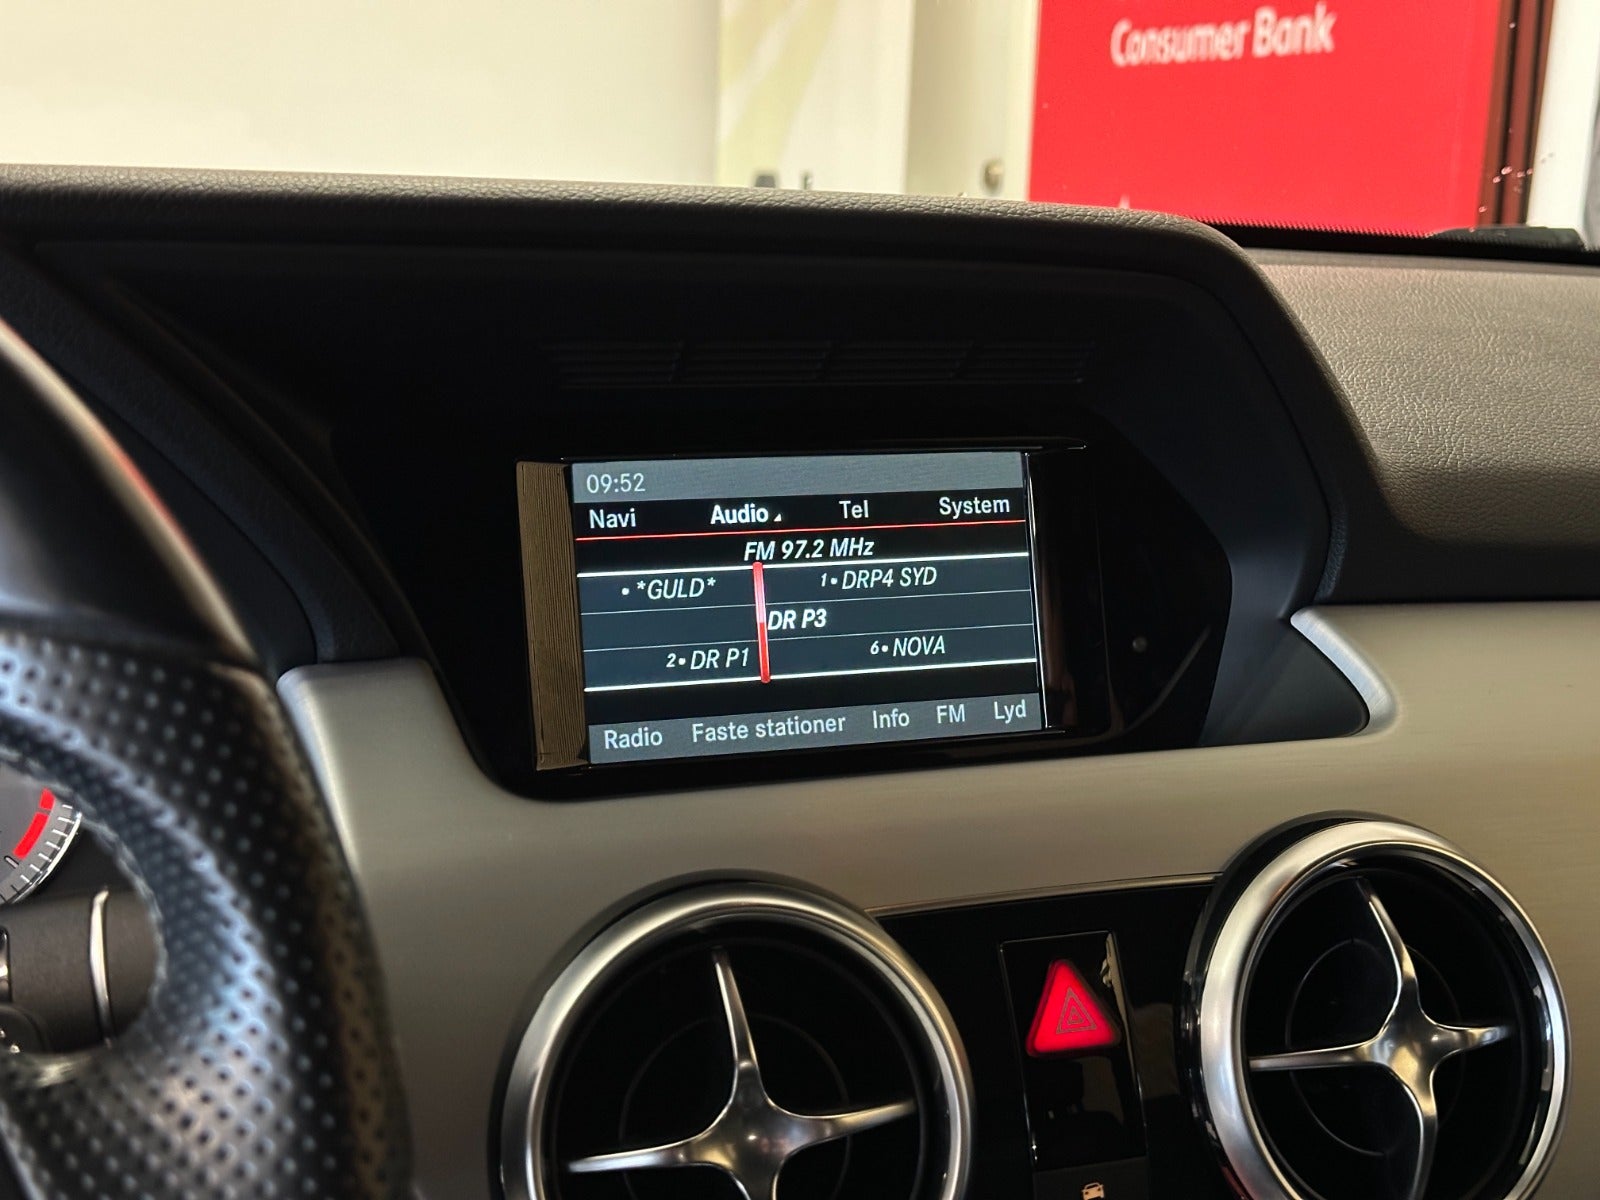 Consumer Bank
09:52
Navi Audio Tel System
FM 97.2 MHz
• *GULD* 1• DRP4 SYD
DR P3
2• DR P1 6• NOVA
Radio Faste stationer Info FM Lyd